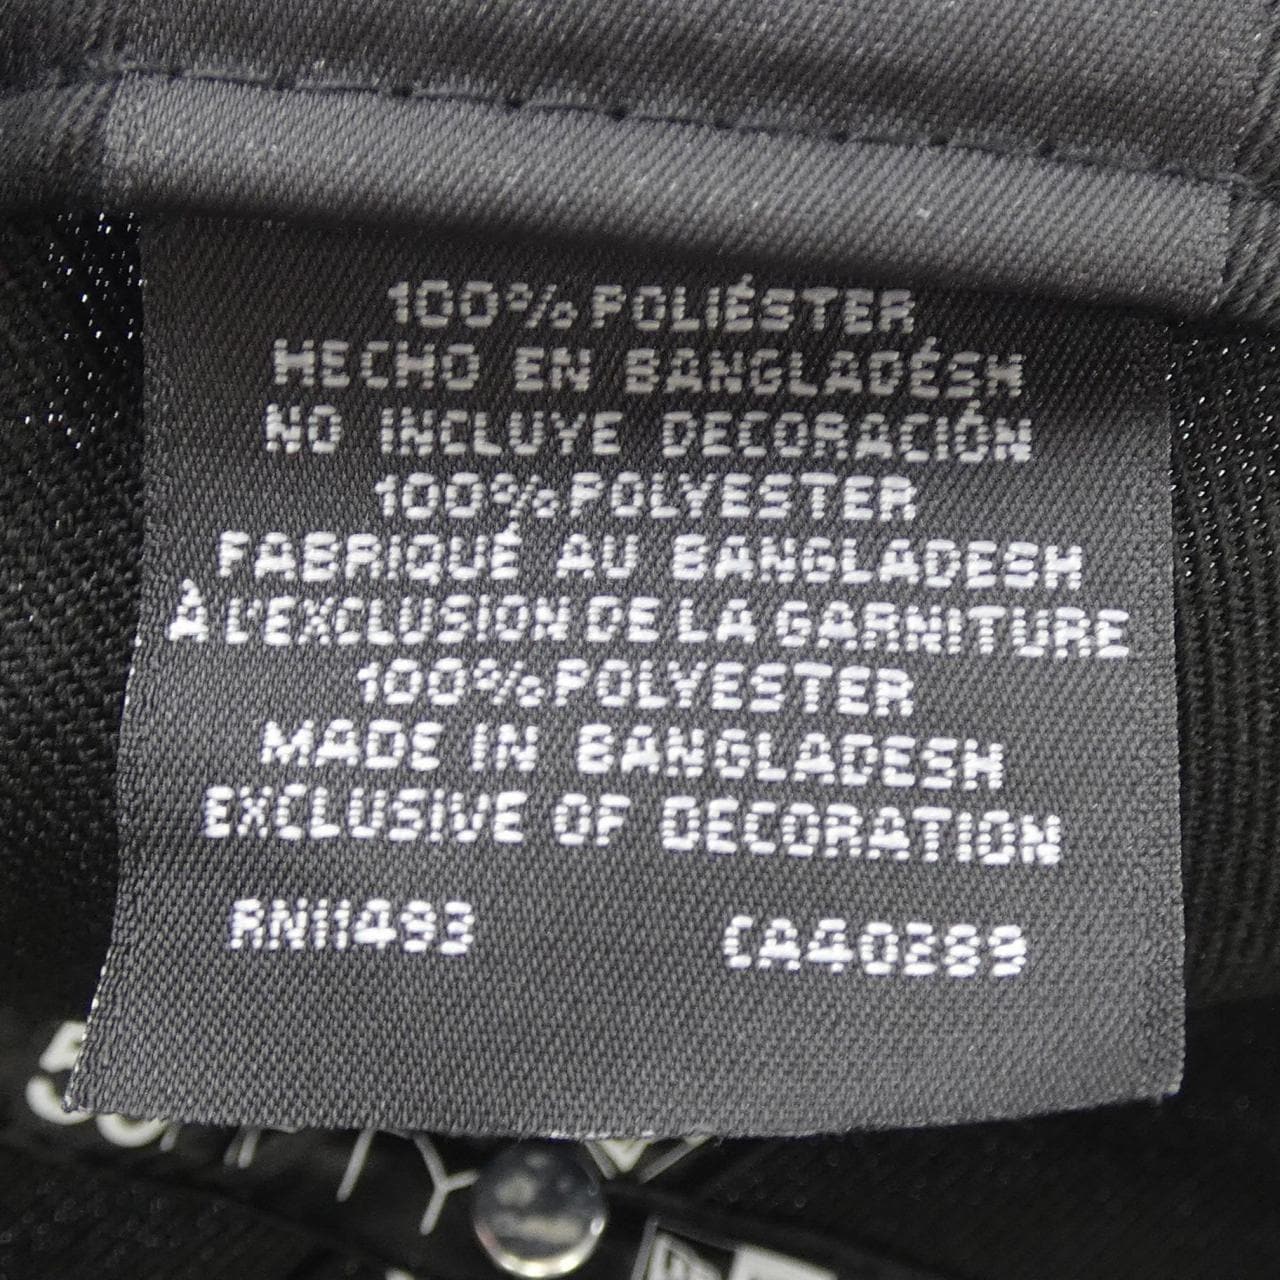 100% POLIÉSTER
HECHO EN BANGLADÉSH
NO INCLUYE DECORACIÓN
100% POLYESTER
FABRIQUÉ AU BANGLADESH
À L'EXCLUSION DE LA GARNITURE
100% POLYESTER
MADE IN BANGLADESH
EXCLUSIVE OF DECORATION
RN11493 CA40289